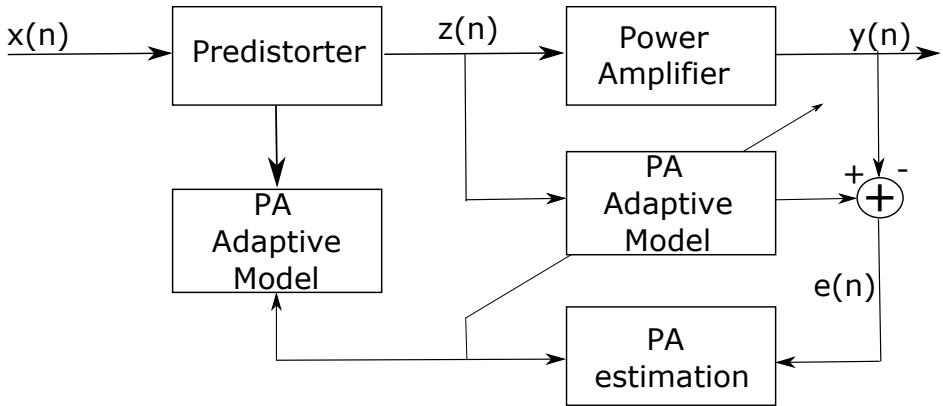 x(n)
Predistorter
z(n)
Power
Amplifier
y(n)
PA
Adaptive
Model
PA
Adaptive
Model
+
-
+
e(n)
PA
estimation